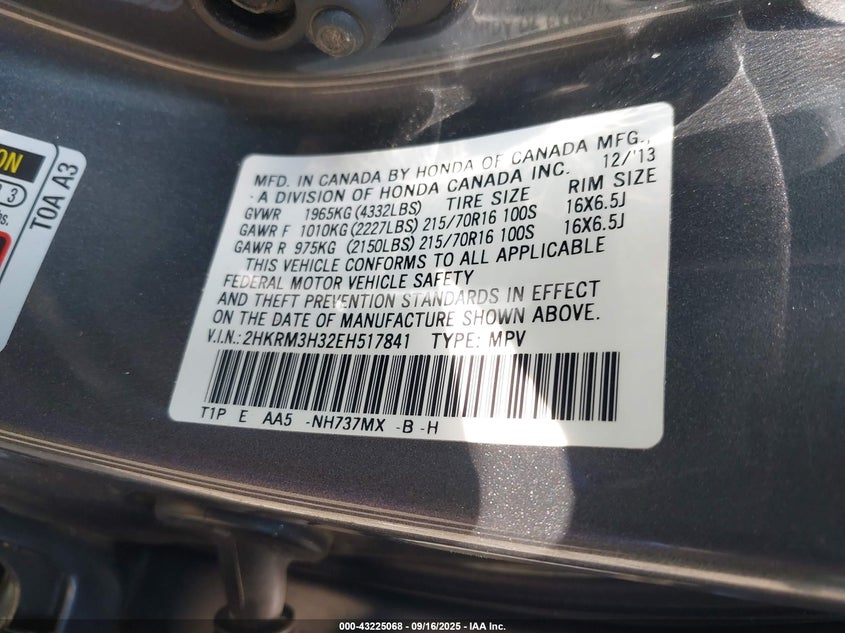 MFD. IN CANADA BY HONDA OF CANADA MFG.,
A DIVISION OF HONDA CANADA INC. 12/'13
GVWR 1965KG (4332LBS) TIRE SIZE RIM SIZE
GAWR F 1010KG (2227LBS) 215/70R16 100S 16X6.5J
GAWR R 975KG (2150LBS) 215/70R16 100S 16X6.5J
THIS VEHICLE CONFORMS TO ALL APPLICABLE
FEDERAL MOTOR VEHICLE SAFETY
AND THEFT PREVENTION STANDARDS IN EFFECT
ON THE DATE OF MANUFACTURE SHOWN ABOVE.
V.I.N.: 2HKRM3H32EH517841 TYPE: MPV
T1P E AA5 -NH737MX -B -H
ON
3
T0A A3
000-43225068 - 09/16/2025 - IAA Inc.